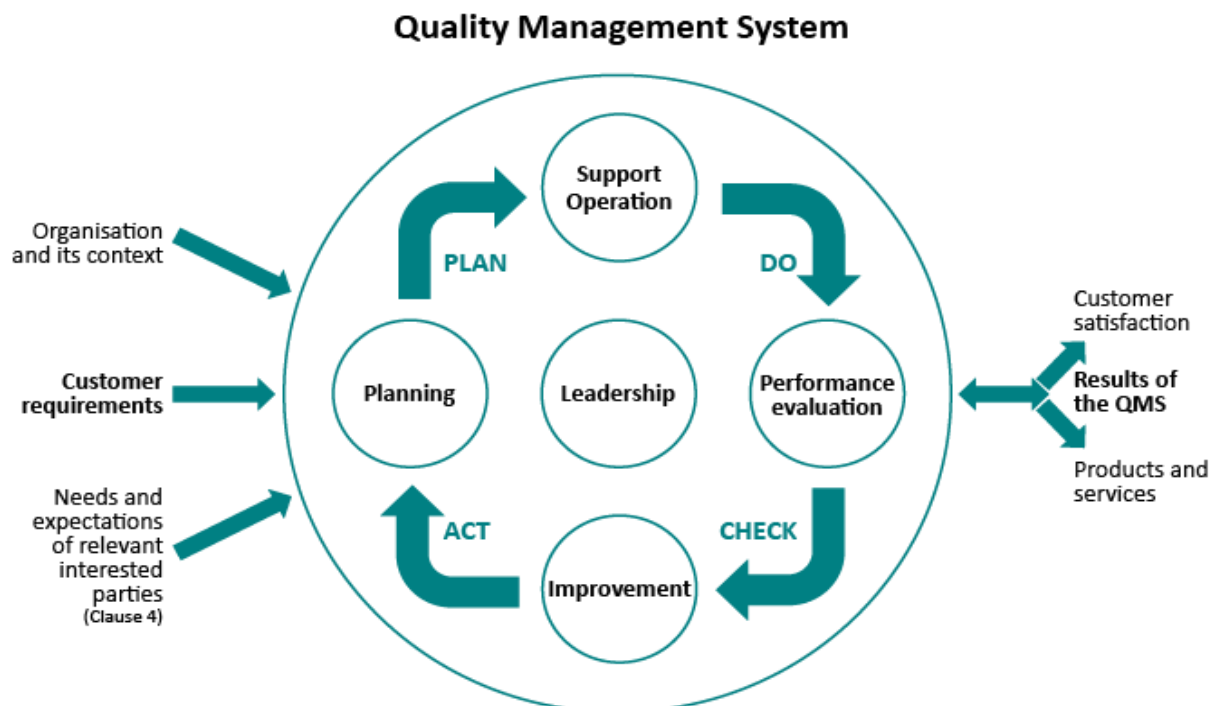 Quality Management System
Support
Operation
PLAN
DO
Organisation
and its context
Customer
requirements
Needs and
expectations
of relevant
interested
parties
(Clause 4)
Planning
Leadership
Performance
evaluation
ACT
CHECK
Improvement
Customer
satisfaction
Results of
the QMS
Products and
services